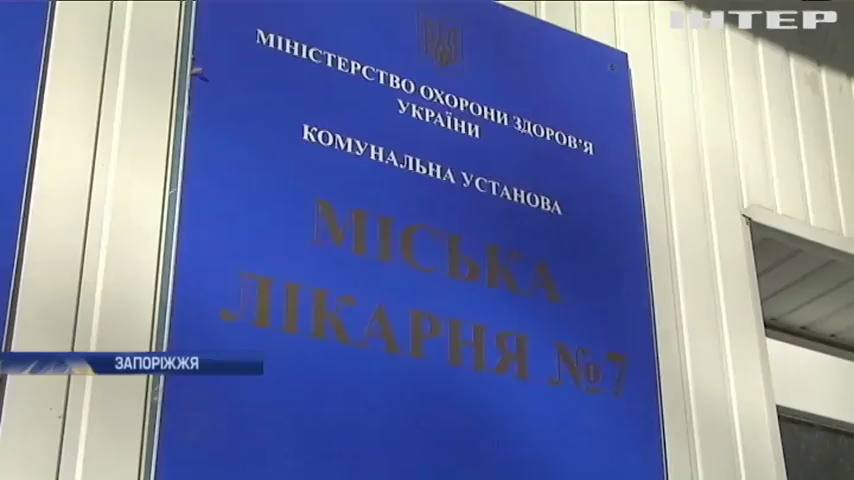 ІНТЕР
МІНІСТЕРСТВО ОХОРОНИ ЗДОРОВ’Я
УКРАЇНИ
КОМУНАЛЬНА УСТАНОВА
МІСЬКА
ЛІКАРНЯ №7
ЗАПОРІЖЖЯ